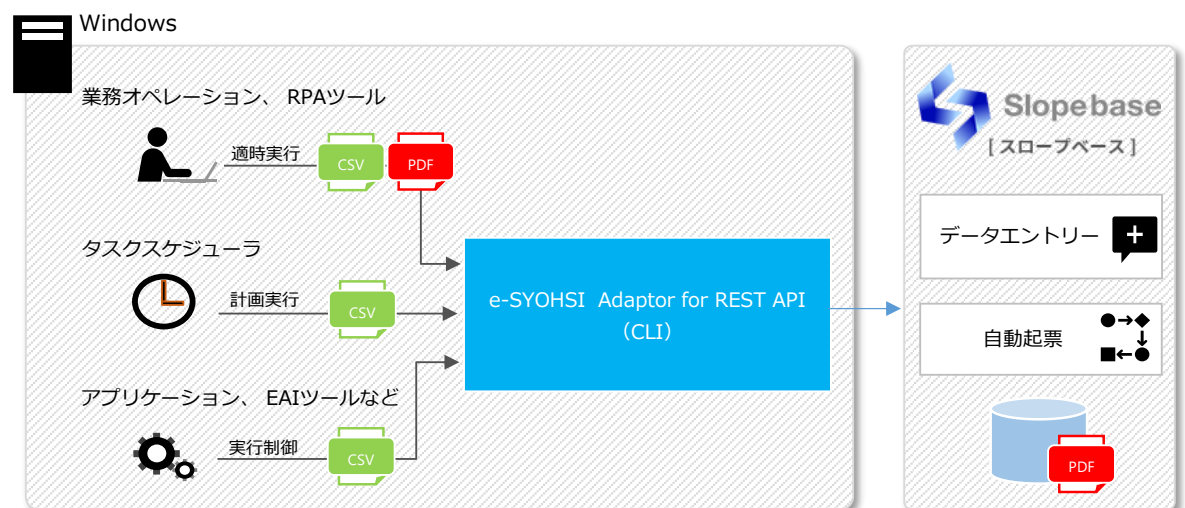 Windows
業務オペレーション、 RPAツール
適時実行
CSV
PDF
タスクスケジューラ
計画実行
CSV
アプリケーション、 EAIツールなど
実行制御
CSV
e-SYOHSI Adaptor for REST API
（CLI）
Slopebase
[スロープベース]
データエントリー
自動起票
PDF